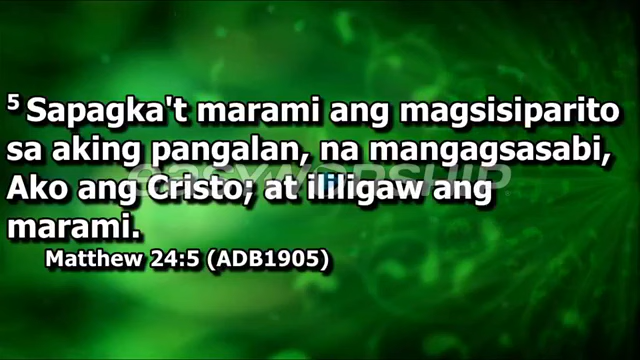 5 Sapagka't marami ang magsisiparito
sa aking pangalan, na mangagsasabi,
Ako ang Cristo; at ililigaw ang
marami.
Matthew 24:5 (ADB1905)
EASYWORSHIP